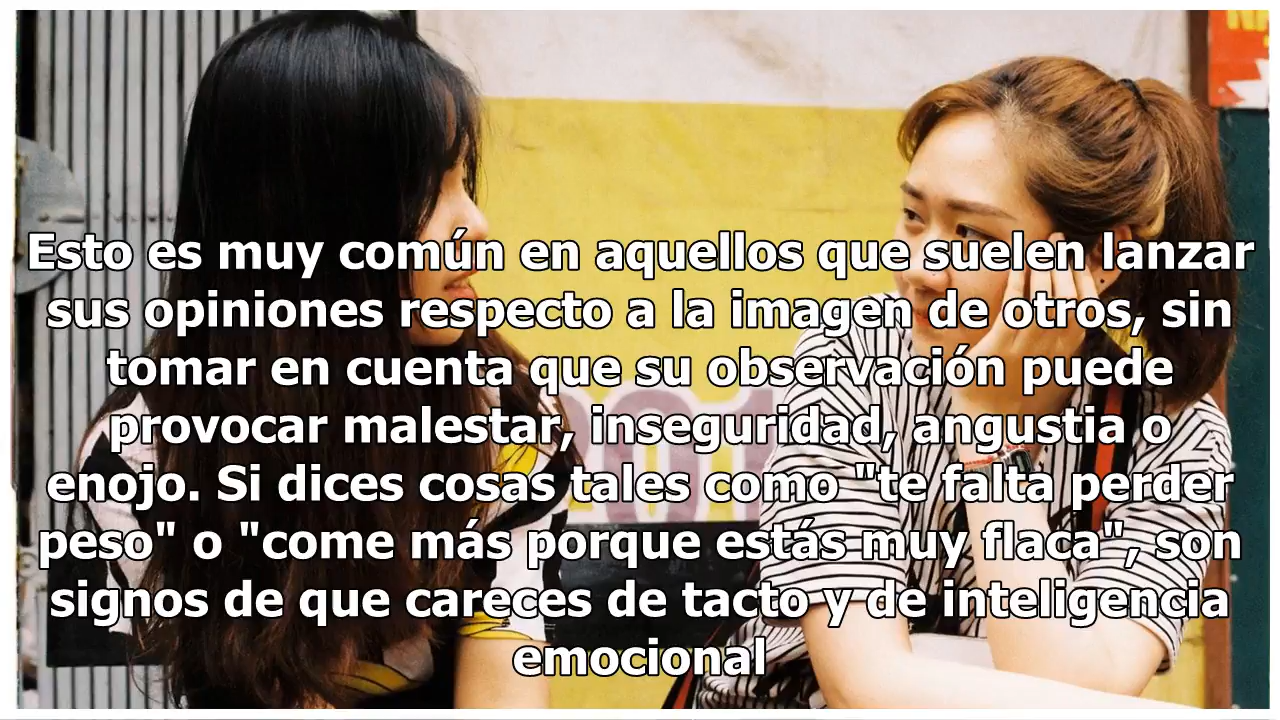 Esto es muy común en aquellos que suelen lanzar
sus opiniones respecto a la imagen de otros, sin
tomar en cuenta que su observación puede
provocar malestar, inseguridad, angustia o
enojo. Si dices cosas tales como "te falta perder
peso" o "come más porque estás muy flaca", son
signos de que careces de tacto y de inteligencia
emocional